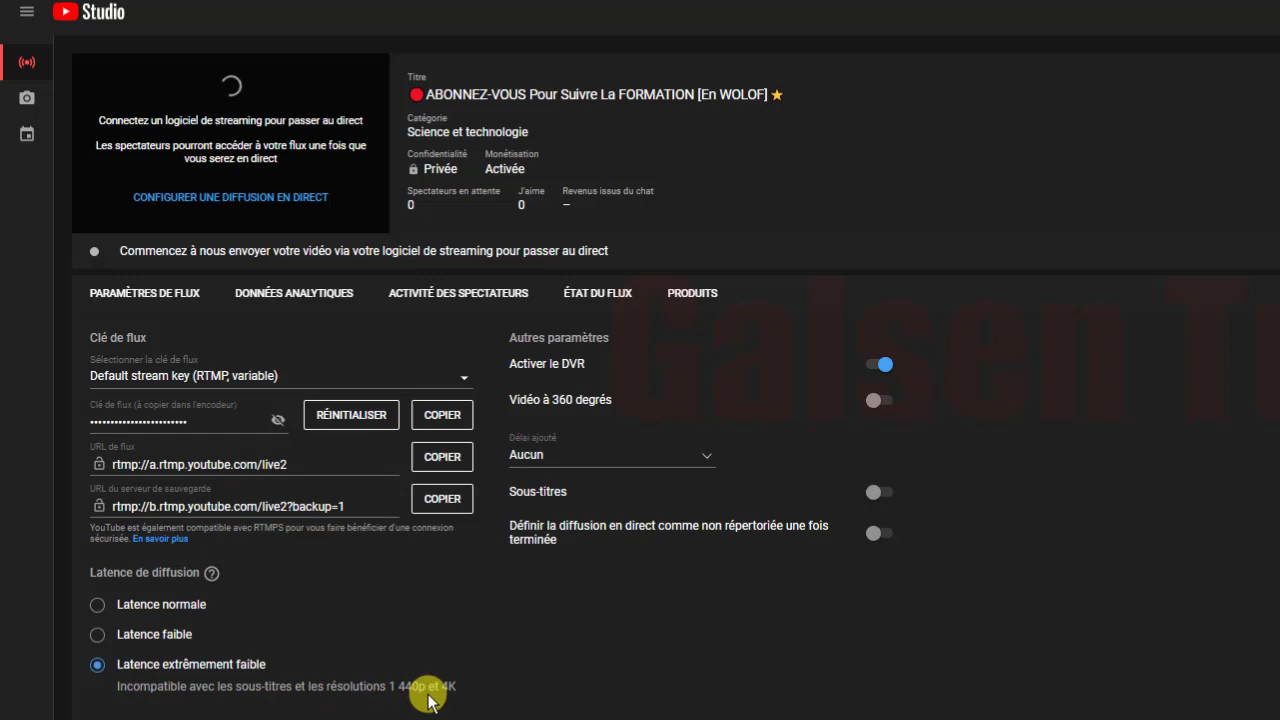 Studio
Titre
ABONNEZ-VOUS Pour Suivre La FORMATION [En WOLOF]
Catégorie
Science et technologie
Confidentialité Monétisation
Privée Activée
Spectateurs en attente J'aime Revenus issus du chat
0 0 –
Connectez un logiciel de streaming pour passer au direct
Les spectateurs pourront accéder à votre flux une fois que
vous serez en direct
CONFIGURER UNE DIFFUSION EN DIRECT
Commencez à nous envoyer votre vidéo via votre logiciel de streaming pour passer au direct
PARAMÈTRES DE FLUX DONNÉES ANALYTIQUES ACTIVITÉ DES SPECTATEURS ÉTAT DU FLUX PRODUITS
Clé de flux
Sélectionner la clé de flux
Default stream key (RTMP, variable)
Clé de flux (à copier dans l'encodeur)
••••••••••••••••••••••••
RÉINITIALISER COPIER
URL de flux
rtmp://a.rtmp.youtube.com/live2 COPIER
URL du serveur de sauvegarde
rtmp://b.rtmp.youtube.com/live2?backup=1 COPIER
YouTube est également compatible avec RTMPS pour vous faire bénéficier d'une connexion
sécurisée. En savoir plus
Latence de diffusion
Latence normale
Latence faible
Latence extrêmement faible
Incompatible avec les sous-titres et les résolutions 1 440p et 4K
Autres paramètres
Activer le DVR
Vidéo à 360 degrés
Délai ajouté
Aucun
Sous-titres
Définir la diffusion en direct comme non répertoriée une fois
terminée
Galsen